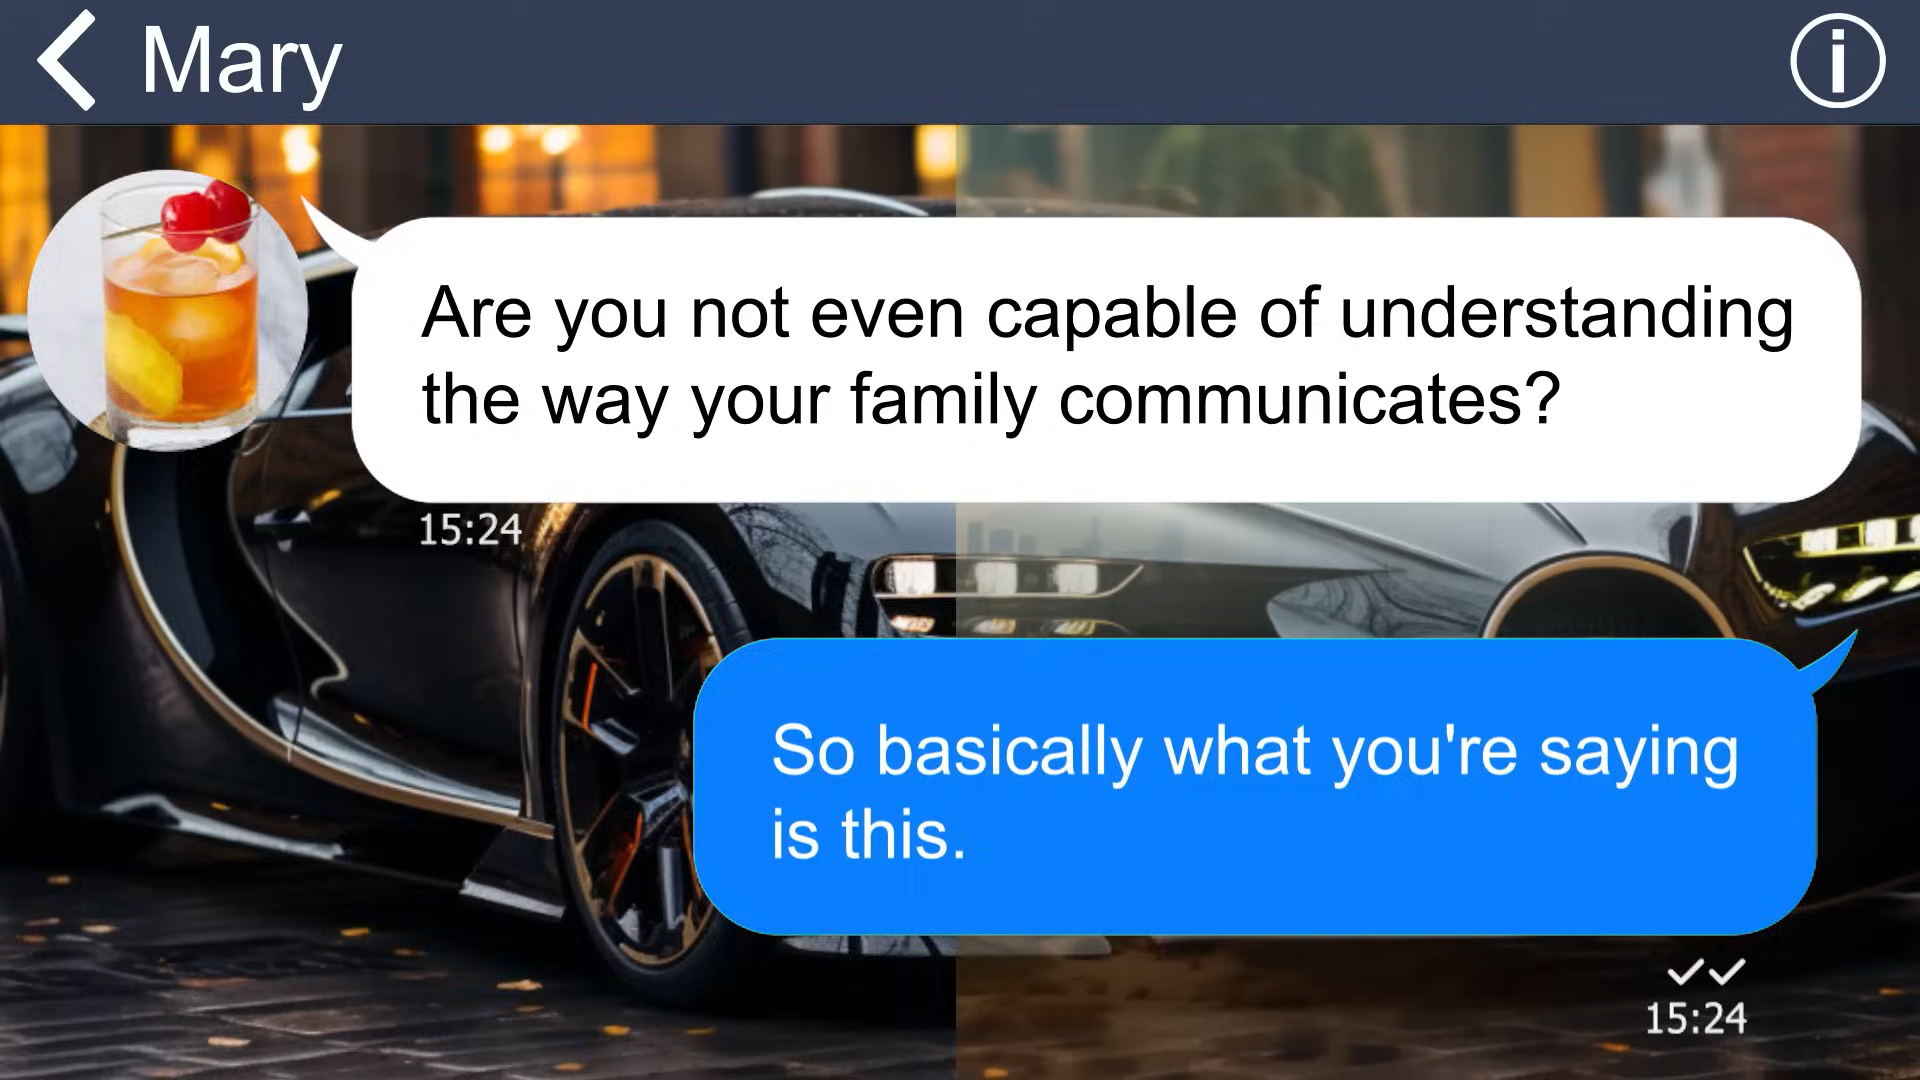 Mary
Are you not even capable of understanding
the way your family communicates?
15:24
So basically what you're saying
is this.
15:24